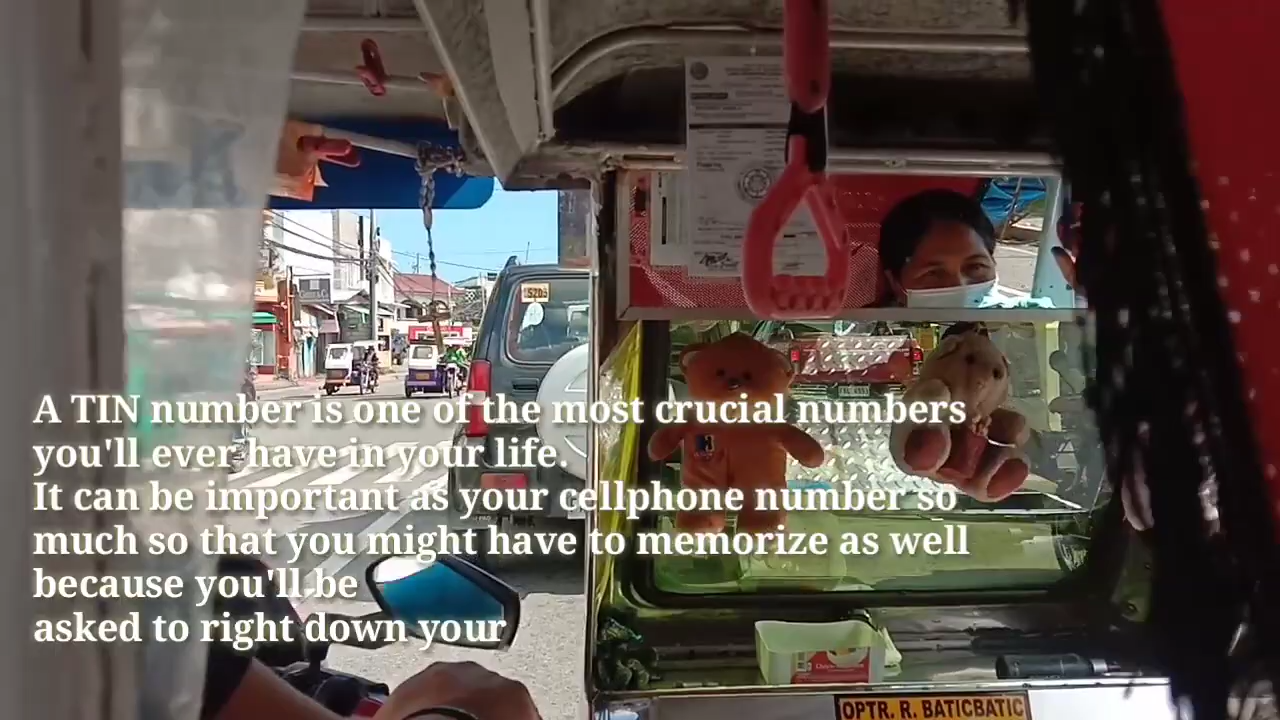 A TIN number is one of the most crucial numbers
you'll ever have in your life.
It can be important as your cellphone number so
much so that you might have to memorize as well
because you'll be
asked to right down your
OPTR. R. BATICBATIC